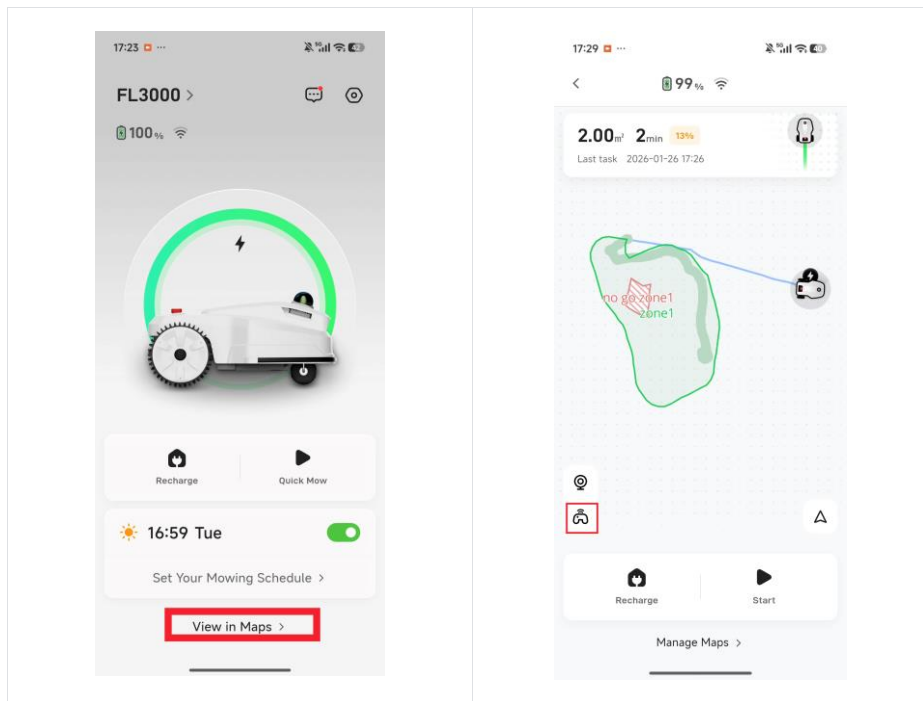 17:23
FL3000 >
100%
Recharge
Quick Mow
16:59 Tue
Set Your Mowing Schedule >
View in Maps >
17:29
99%
2.00m² 2min 13%
Last task 2026-01-26 17:26
no go zone1
zone1
Recharge
Start
Manage Maps >